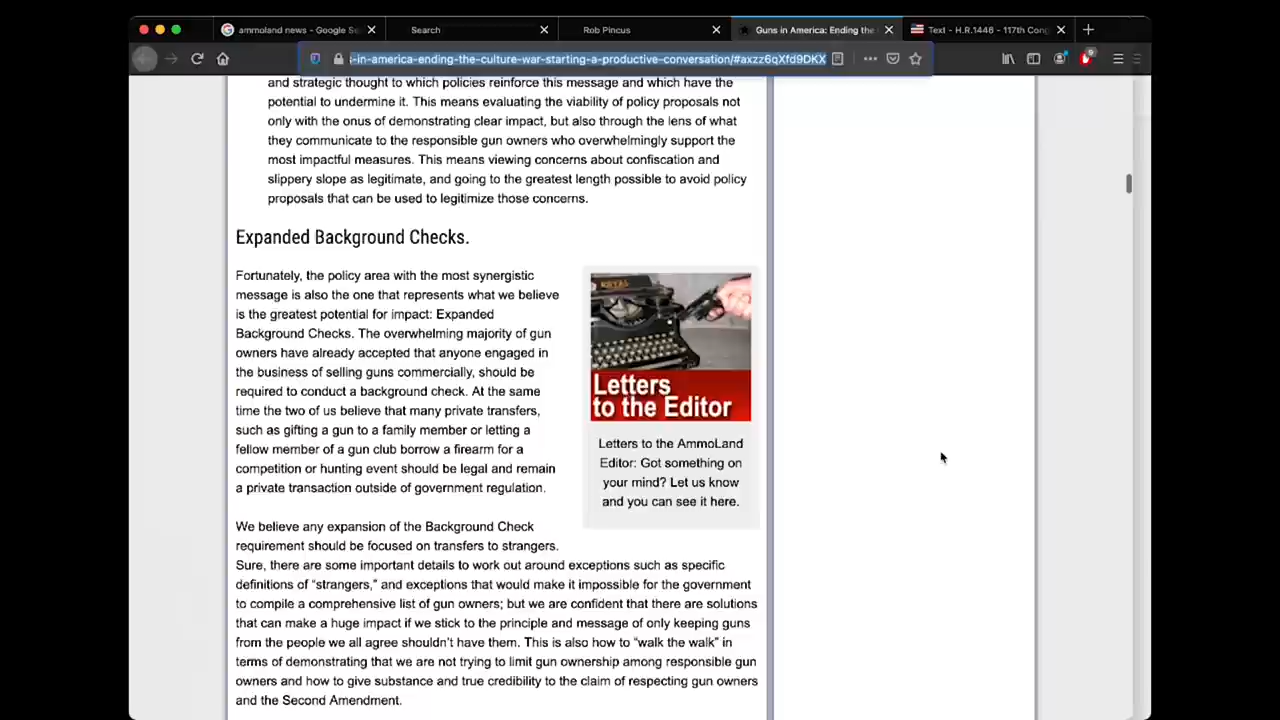 ammoland news - Google Se
Search
Rob Pincus
Guns in America: Ending the
Text - H.R.1446 - 117th Cong
-in-america-ending-the-culture-war-starting-a-productive-conversation/#axzz6qXfd9DKX
9
and strategic thought to which policies reinforce this message and which have the
potential to undermine it. This means evaluating the viability of policy proposals not
only with the onus of demonstrating clear impact, but also through the lens of what
they communicate to the responsible gun owners who overwhelmingly support the
most impactful measures. This means viewing concerns about confiscation and
slippery slope as legitimate, and going to the greatest length possible to avoid policy
proposals that can be used to legitimize those concerns.
Expanded Background Checks.
Fortunately, the policy area with the most synergistic
message is also the one that represents what we believe
is the greatest potential for impact: Expanded
Background Checks. The overwhelming majority of gun
owners have already accepted that anyone engaged in
the business of selling guns commercially, should be
required to conduct a background check. At the same
time the two of us believe that many private transfers,
such as gifting a gun to a family member or letting a
fellow member of a gun club borrow a firearm for a
competition or hunting event should be legal and remain
a private transaction outside of government regulation.
ROYAL
Letters
to the Editor
Letters to the AmmoLand
Editor: Got something on
your mind? Let us know
and you can see it here.
We believe any expansion of the Background Check
requirement should be focused on transfers to strangers.
Sure, there are some important details to work out around exceptions such as specific
definitions of “strangers,” and exceptions that would make it impossible for the government
to compile a comprehensive list of gun owners; but we are confident that there are solutions
that can make a huge impact if we stick to the principle and message of only keeping guns
from the people we all agree shouldn’t have them. This is also how to “walk the walk” in
terms of demonstrating that we are not trying to limit gun ownership among responsible gun
owners and how to give substance and true credibility to the claim of respecting gun owners
and the Second Amendment.